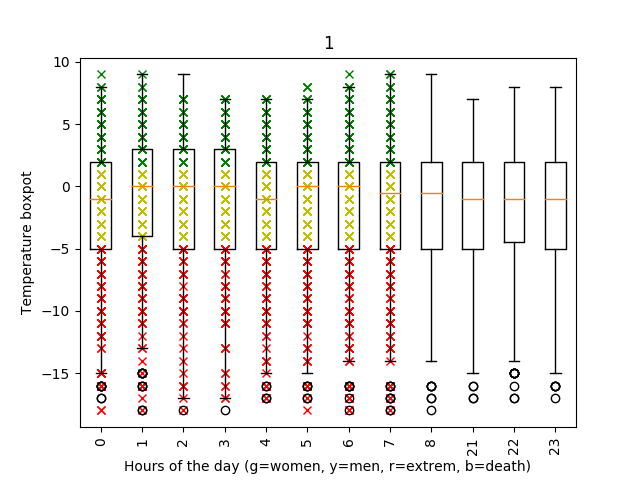 1
10
5
0
−5
−10
−15
Temperature boxpot
0 1 2 3 4 5 6 7 8 21 22 23
Hours of the day (g=women, y=men, r=extrem, b=death)